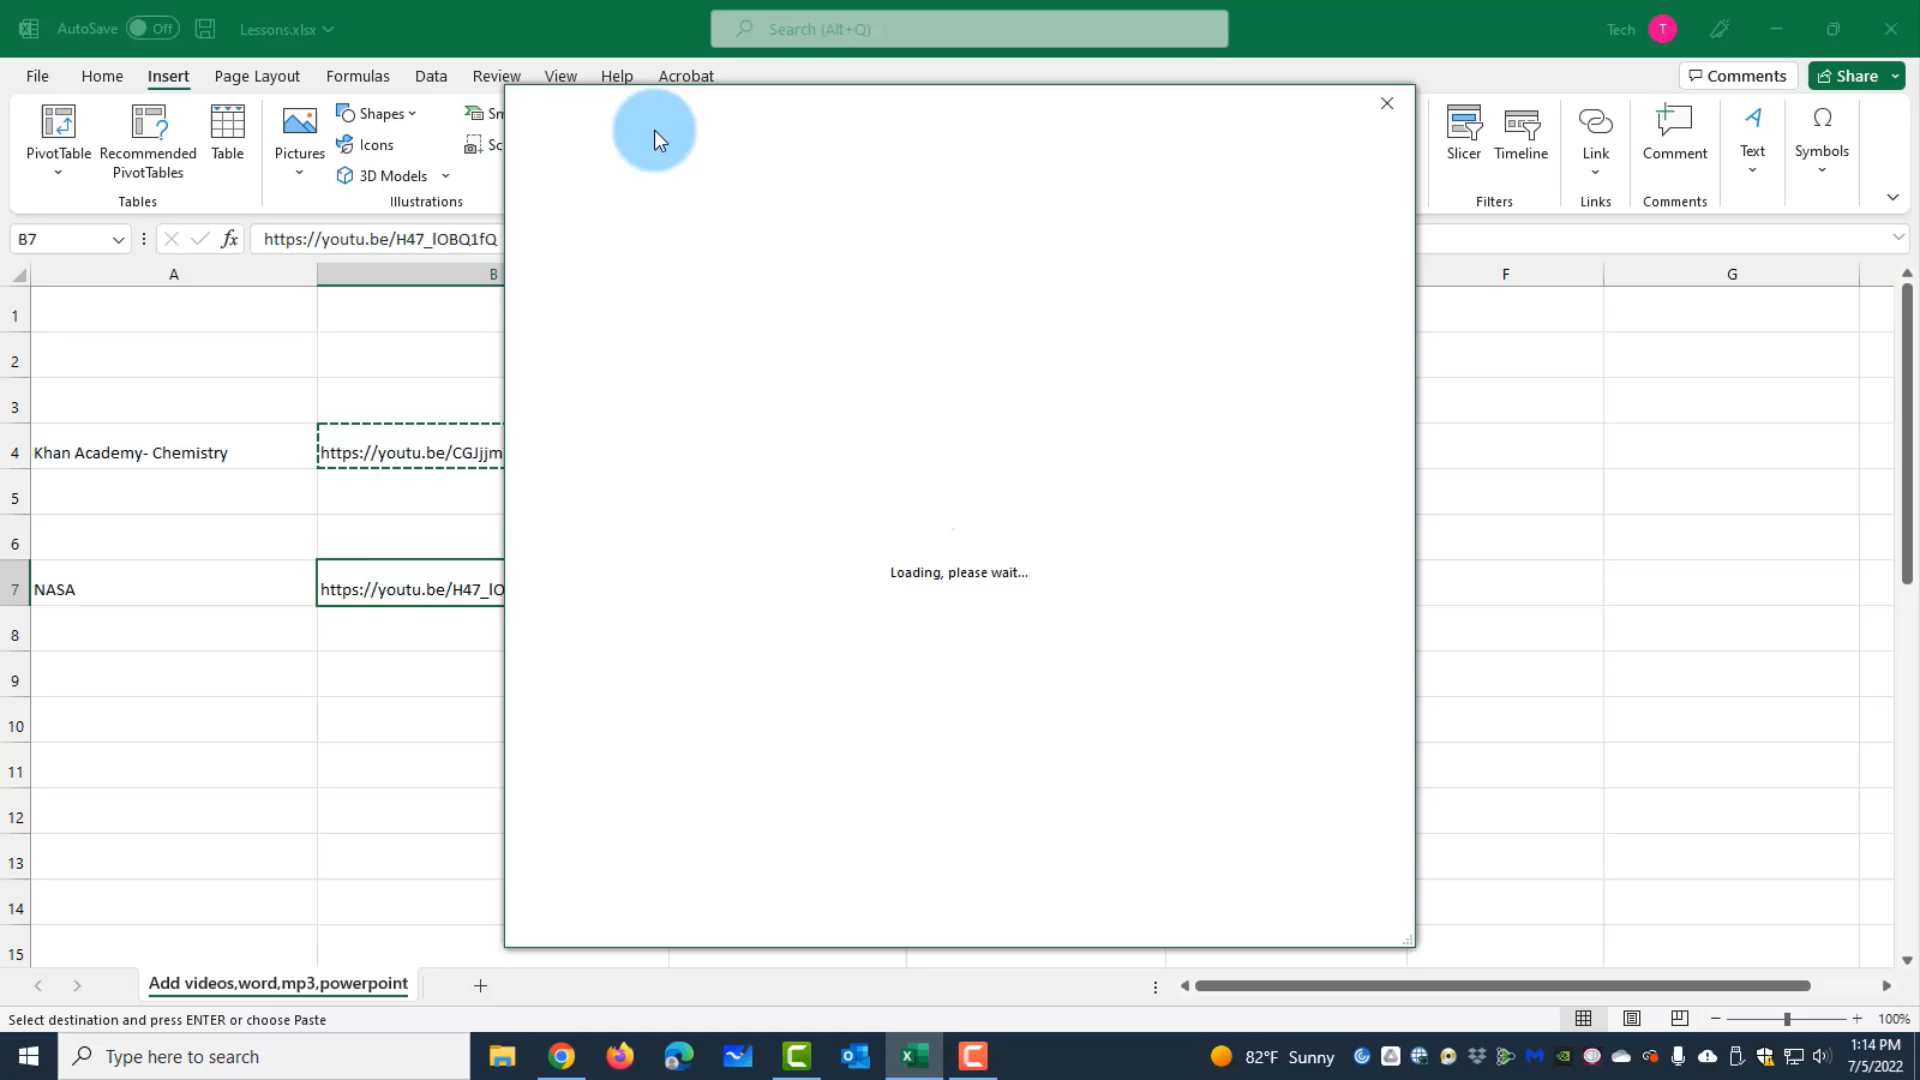 AutoSave Off Lessons.xlsx Search (Alt+Q) Tech T
File Home Insert Page Layout Formulas Data Review View Help Acrobat Comments Share
PivotTable Recommended PivotTables Table Pictures Shapes Icons 3D Models Slicer Timeline Link Comment Text Symbols
Tables Illustrations Filters Links Comments
B7 fx https://youtu.be/H47_lOBQ1fQ
A B F G
1
2
3
4 Khan Academy- Chemistry https://youtu.be/CGJjjm
5
6
7 NASA https://youtu.be/H47_lO
8
9
10
11
12
13
14
15
Loading, please wait...
Add videos,word,mp3,powerpoint
Select destination and press ENTER or choose Paste 100%
Type here to search 82°F Sunny 1:14 PM
7/5/2022